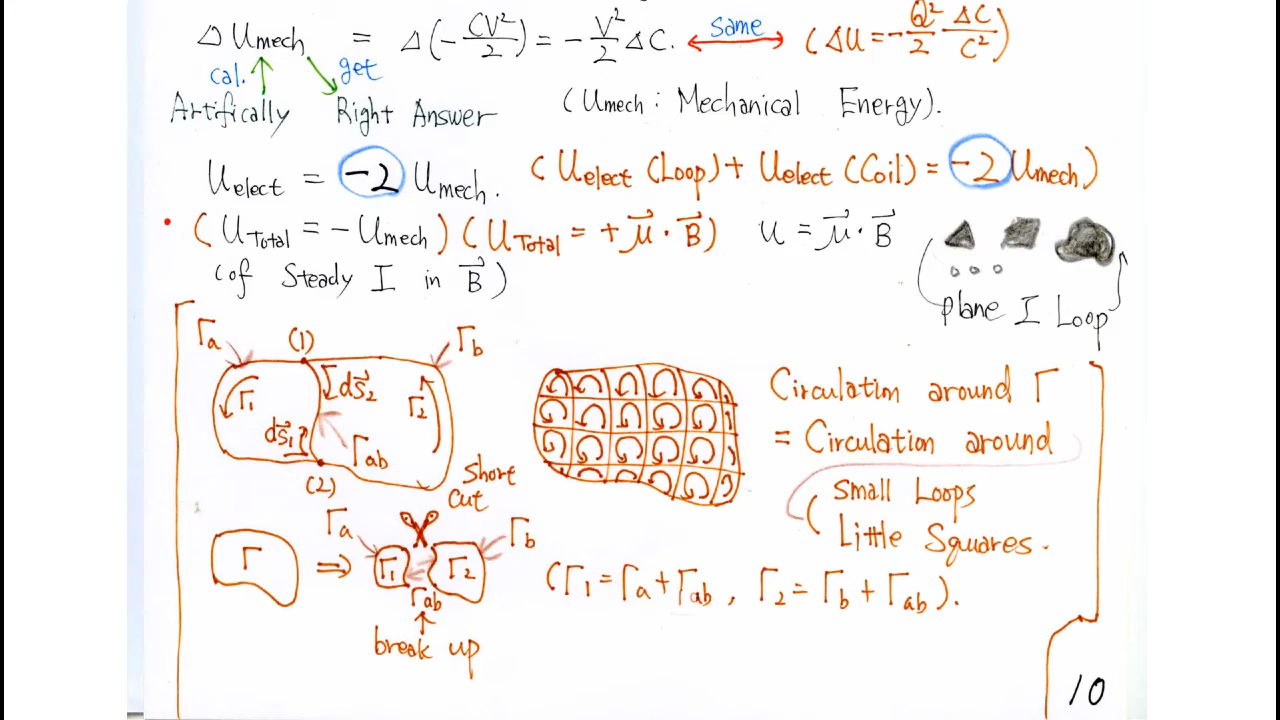 Δ Umech = Δ(-CV²/2) = -V²/2 ΔC. same (ΔU = -Q²/2 ΔC/C²)
cal. get
Artifically Right Answer (Umech : Mechanical Energy).
Uelect = -2 Umech. (Uelect (Loop) + Uelect (Coil) = -2 Umech)
(UTotal = -Umech) (UTotal = +μ⃗·B⃗) U = μ⃗·B⃗
(of Steady I in B⃗)
plane I Loop
Γa (1) Γb
Γ1 ds⃗2 Γ2
ds⃗1 Γab
(2)
Circulation around Γ
= Circulation around
Small Loops
Little Squares.
short
cut
Γa Γb
Γ ⇒ Γ1 Γ2
Γab
(Γ1 = Γa + Γab, Γ2 = Γb + Γab).
break up
10